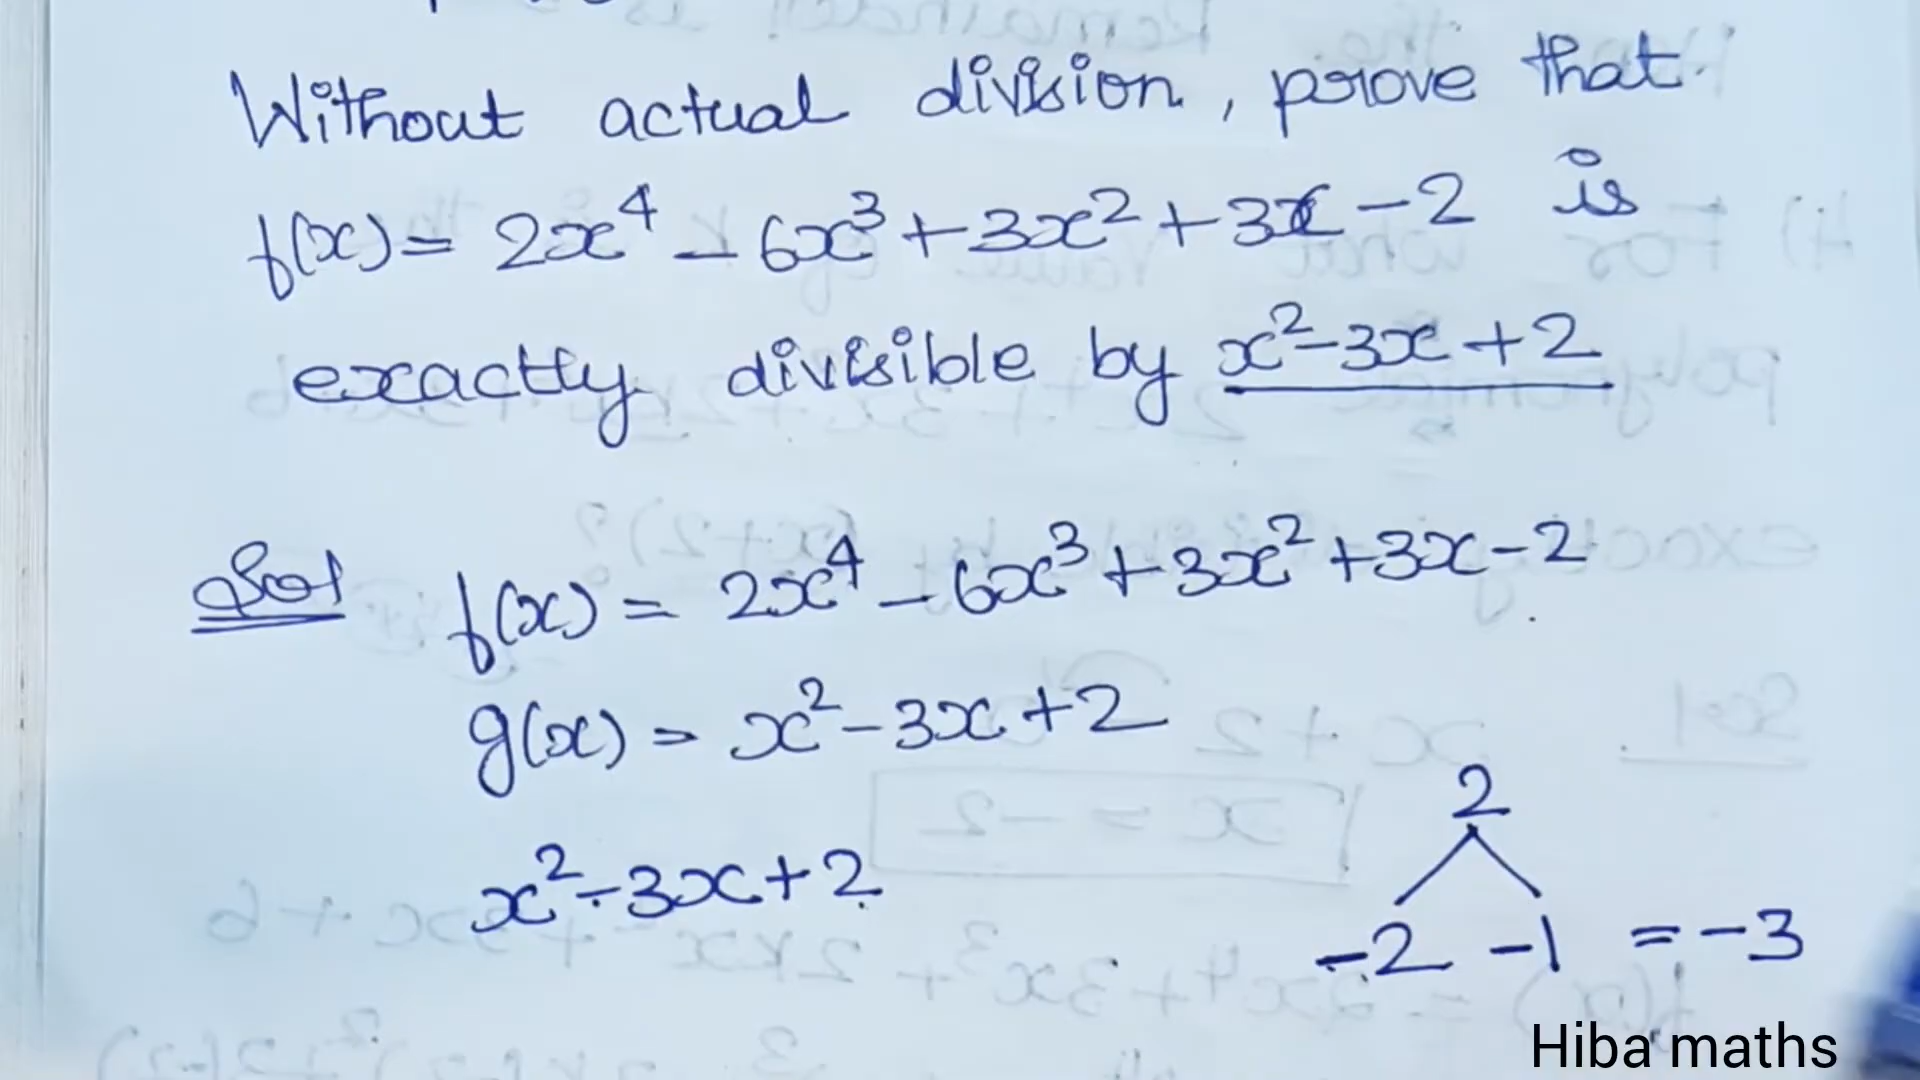 Without actual division, prove that
f(x) = 2x⁴ - 6x³ + 3x² + 3x - 2 is
exactly divisible by x² - 3x + 2
Sol f(x) = 2x⁴ - 6x³ + 3x² + 3x - 2
g(x) = x² - 3x + 2
2
x² - 3x + 2
-2 -1 = -3
Hiba maths